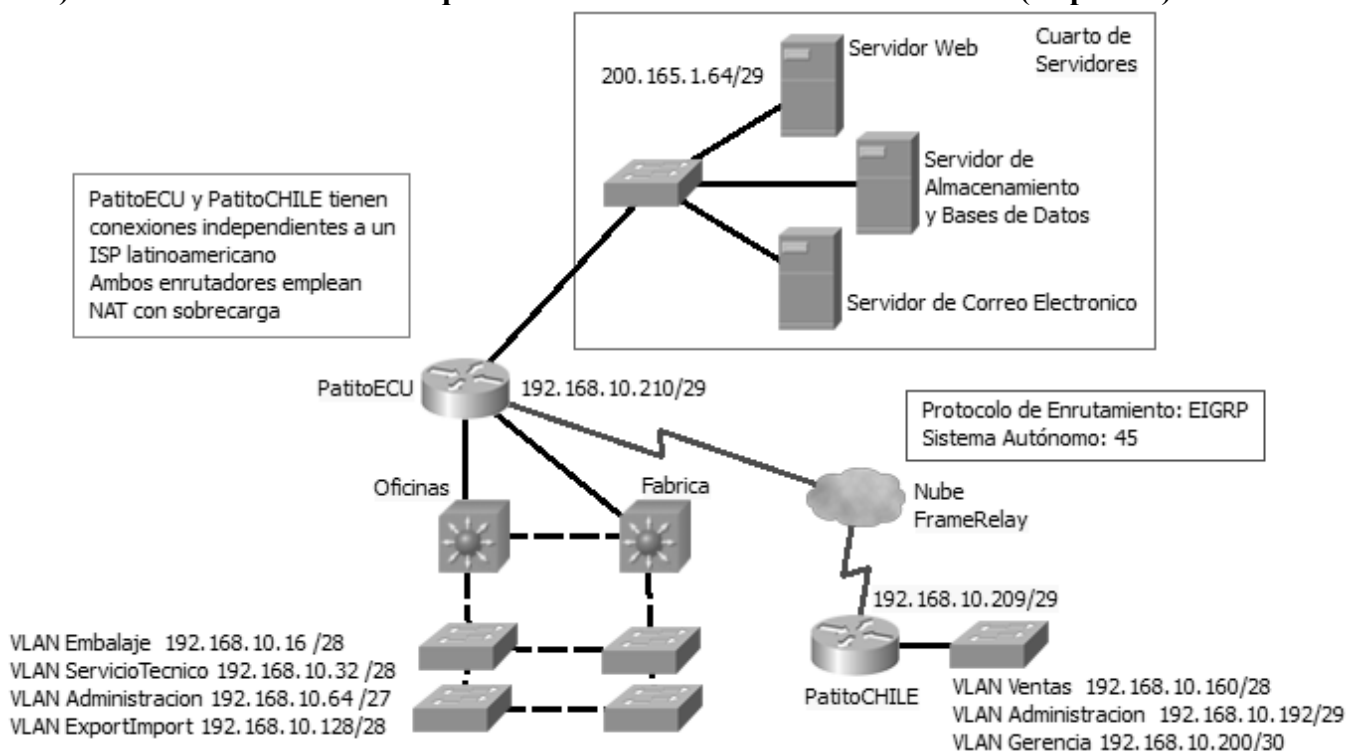 Servidor Web
Cuarto de
Servidores
200.165.1.64/29
Servidor de
Almacenamiento
y Bases de Datos
Servidor de Correo Electronico
PatitoECU y PatitoCHILE tienen
conexiones independientes a un
ISP latinoamericano
Ambos enrutadores emplean
NAT con sobrecarga
PatitoECU
192.168.10.210/29
Protocolo de Enrutamiento: EIGRP
Sistema Autónomo: 45
Oficinas
Fabrica
Nube
FrameRelay
192.168.10.209/29
PatitoCHILE
VLAN Embalaje 192.168.10.16 /28
VLAN ServicioTecnico 192.168.10.32 /28
VLAN Administracion 192.168.10.64 /27
VLAN ExportImport 192.168.10.128/28
VLAN Ventas 192.168.10.160/28
VLAN Administracion 192.168.10.192/29
VLAN Gerencia 192.168.10.200/30